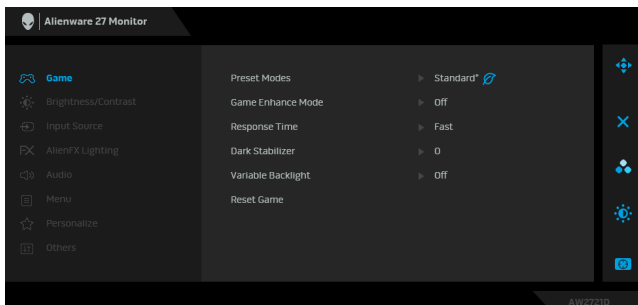 Alienware 27 Monitor
Game
Brightness/Contrast
Input Source
FX AlienFX Lighting
Audio
Menu
Personalize
Others
Preset Modes Standard*
Game Enhance Mode Off
Response Time Fast
Dark Stabilizer 0
Variable Backlight Off
Reset Game
AW2721D